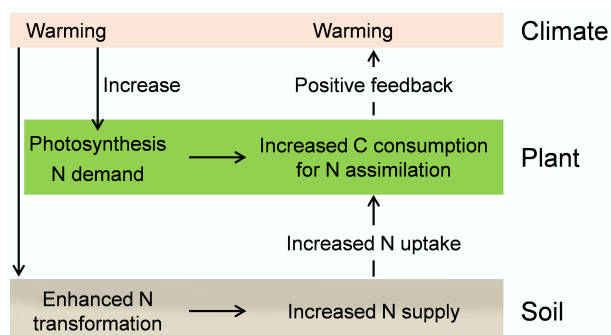 Warming
Warming
Climate
Increase
Positive feedback
Photosynthesis
N demand
Increased C consumption
for N assimilation
Plant
Increased N uptake
Enhanced N
transformation
Increased N supply
Soil